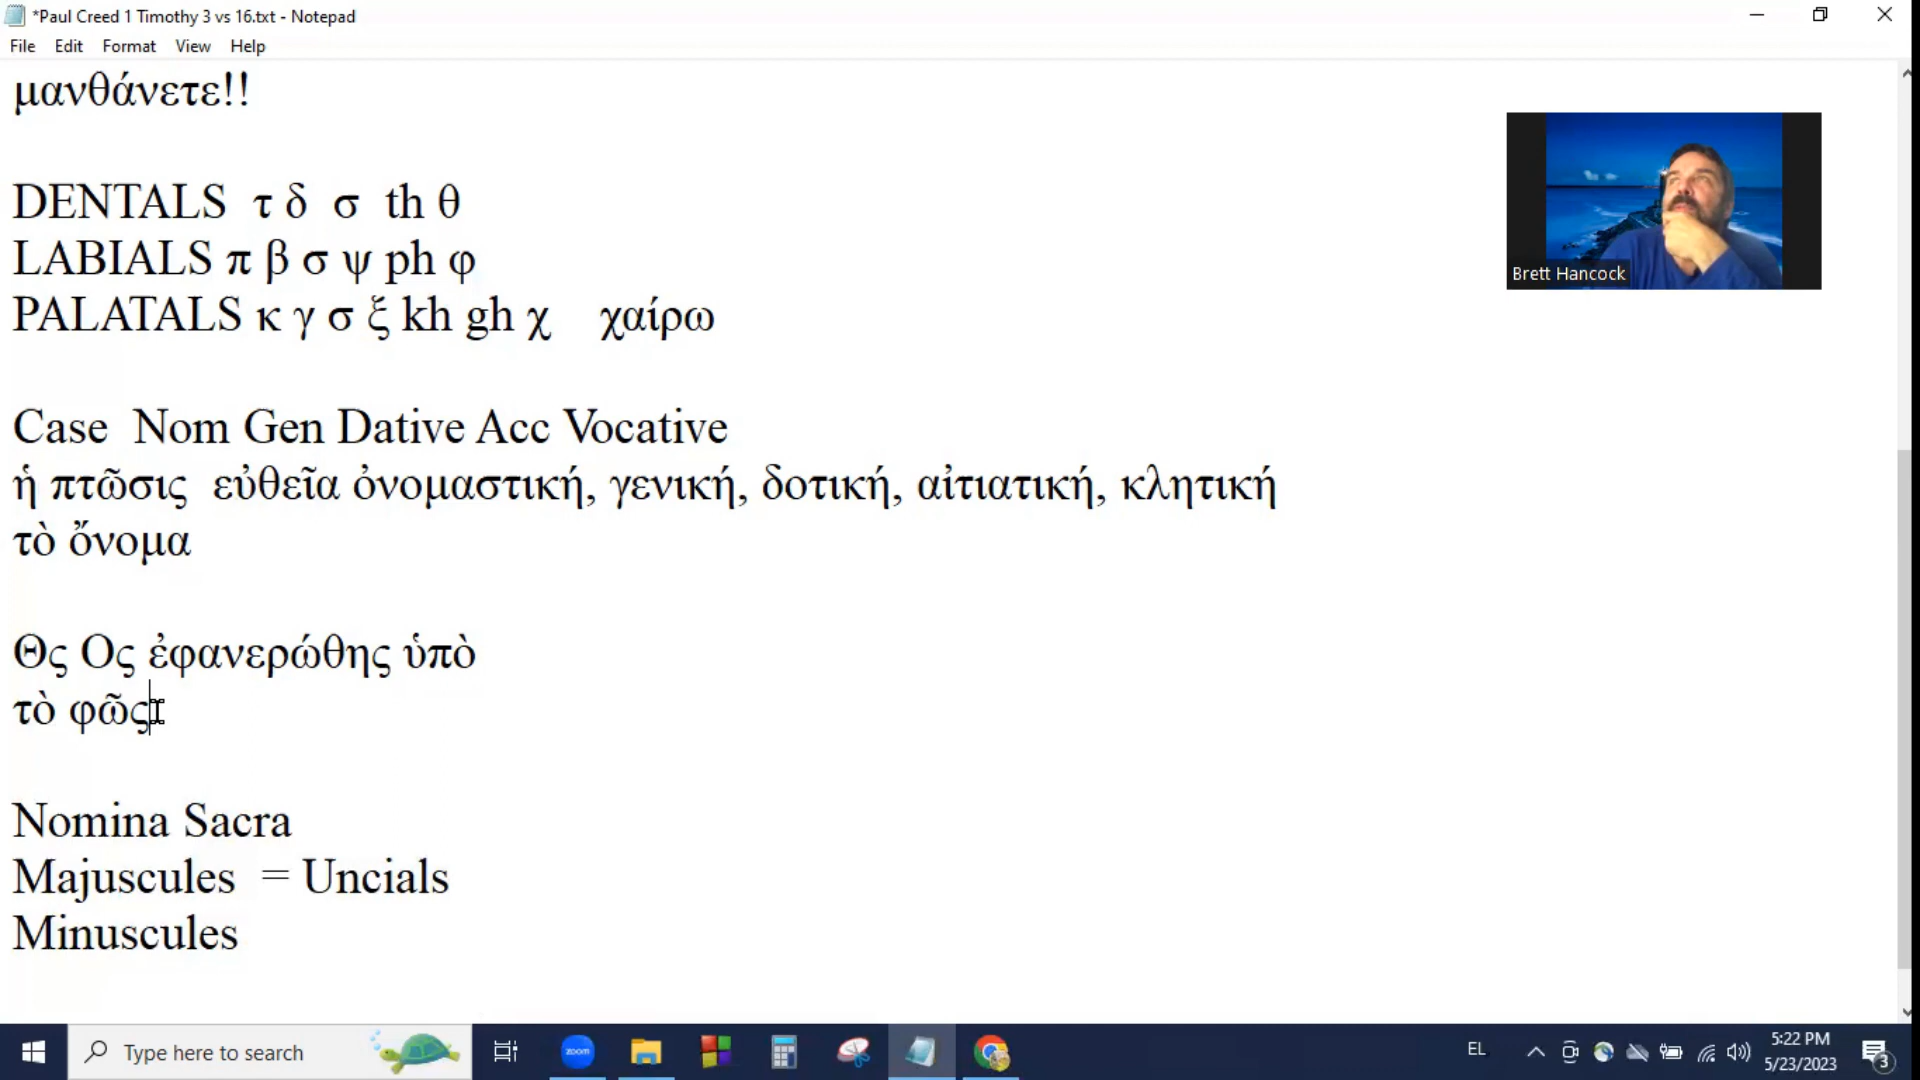 *Paul Creed 1 Timothy 3 vs 16.txt - Notepad
File Edit Format View Help
μανθάνετε!!
DENTALS τ δ σ th θ
LABIALS π β σ ψ ph φ
PALATALS κ γ σ ξ kh gh χ χαίρω
Brett Hancock
Case Nom Gen Dative Acc Vocative
ἡ πτῶσις εὐθεῖα ὀνομαστική, γενική, δοτική, αἰτιατική, κλητική
τὸ ὄνομα
Θς Ος ἐφανερώθης ὑπὸ
τὸ φῶς
Nomina Sacra
Majuscules = Uncials
Minuscules
Type here to search
zoom
EL
5:22 PM
5/23/2023
3